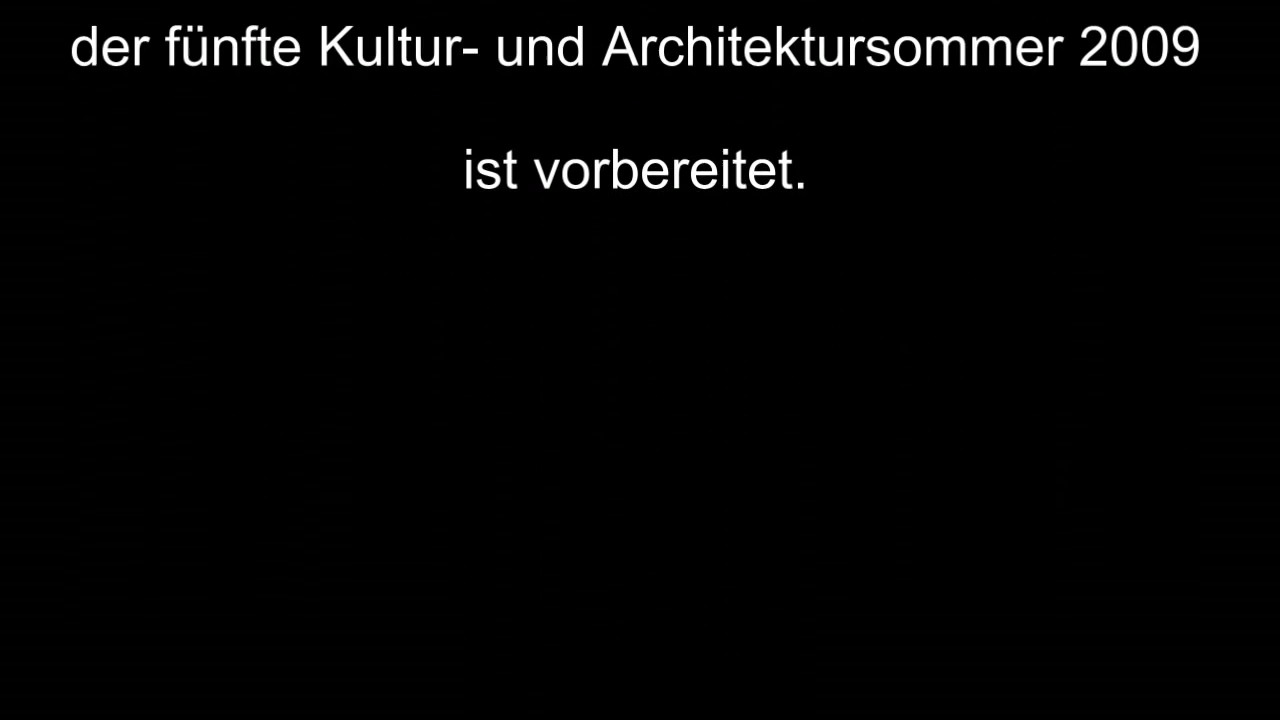 der fünfte Kultur- und Architektursommer 2009
ist vorbereitet.